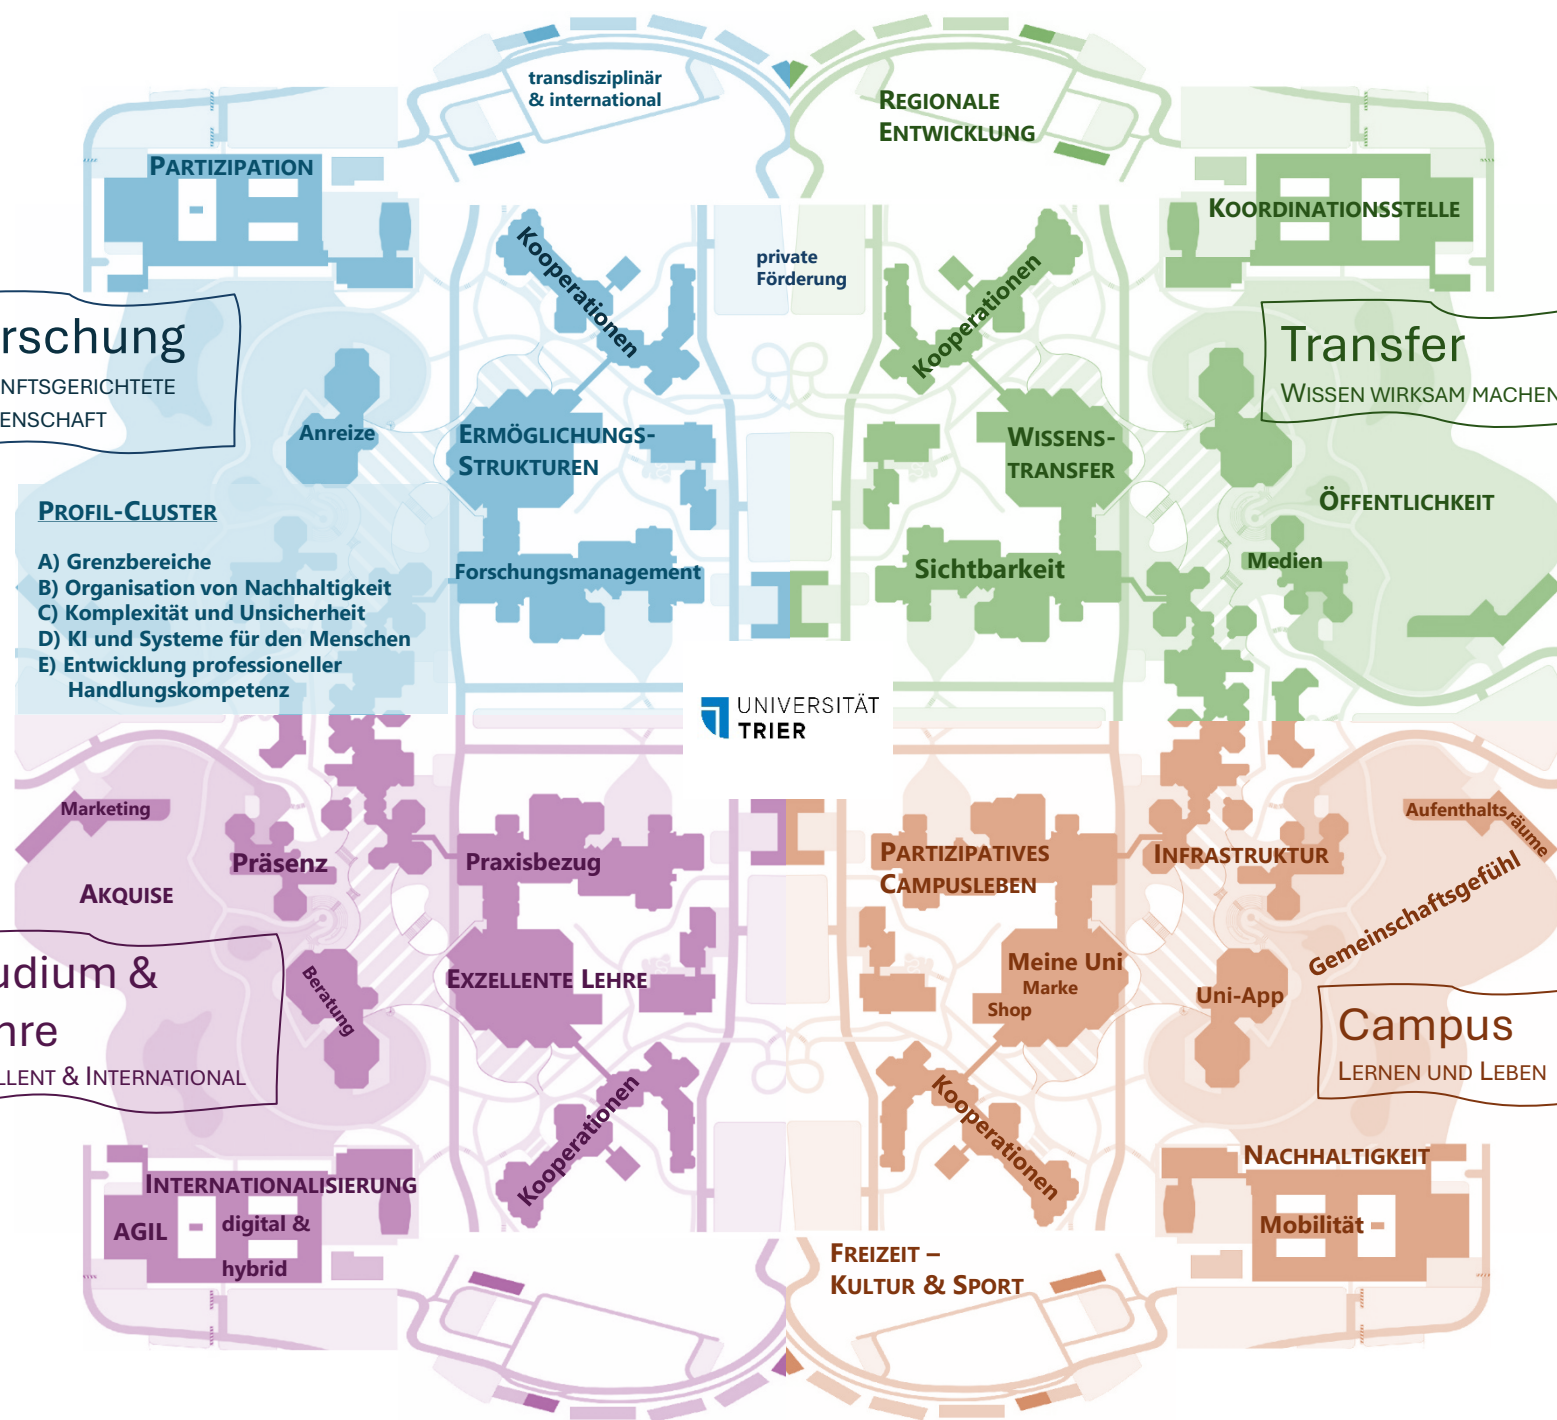 transdisziplinär
& international
PARTIZIPATION
Kooperationen
private
Förderung
rschung
NFTSGERICHTETE
ENSCHAFT
Anreize
ERMÖGLICHUNGS-
STRUKTUREN
PROFIL-CLUSTER
A) Grenzbereiche
B) Organisation von Nachhaltigkeit
C) Komplexität und Unsicherheit
D) KI und Systeme für den Menschen
E) Entwicklung professioneller
Handlungskompetenz
Forschungsmanagement
REGIONALE
ENTWICKLUNG
KOORDINATIONSSTELLE
Kooperationen
Transfer
WISSEN WIRKSAM MACHEN
WISSENS-
TRANSFER
ÖFFENTLICHKEIT
Sichtbarkeit
Medien
UNIVERSITÄT
TRIER
Marketing
Präsenz
Praxisbezug
AKQUISE
udium &
hre
LLENT & INTERNATIONAL
Beratung
EXZELLENTE LEHRE
Kooperationen
INTERNATIONALISIERUNG
AGIL
digital &
hybrid
PARTIZIPATIVES
CAMPUSLEBEN
INFRASTRUKTUR
Aufenthaltsräume
Gemeinschaftsgefühl
Meine Uni
Marke
Shop
Uni-App
Campus
LERNEN UND LEBEN
Kooperationen
NACHHALTIGKEIT
Mobilität
FREIZEIT –
KULTUR & SPORT